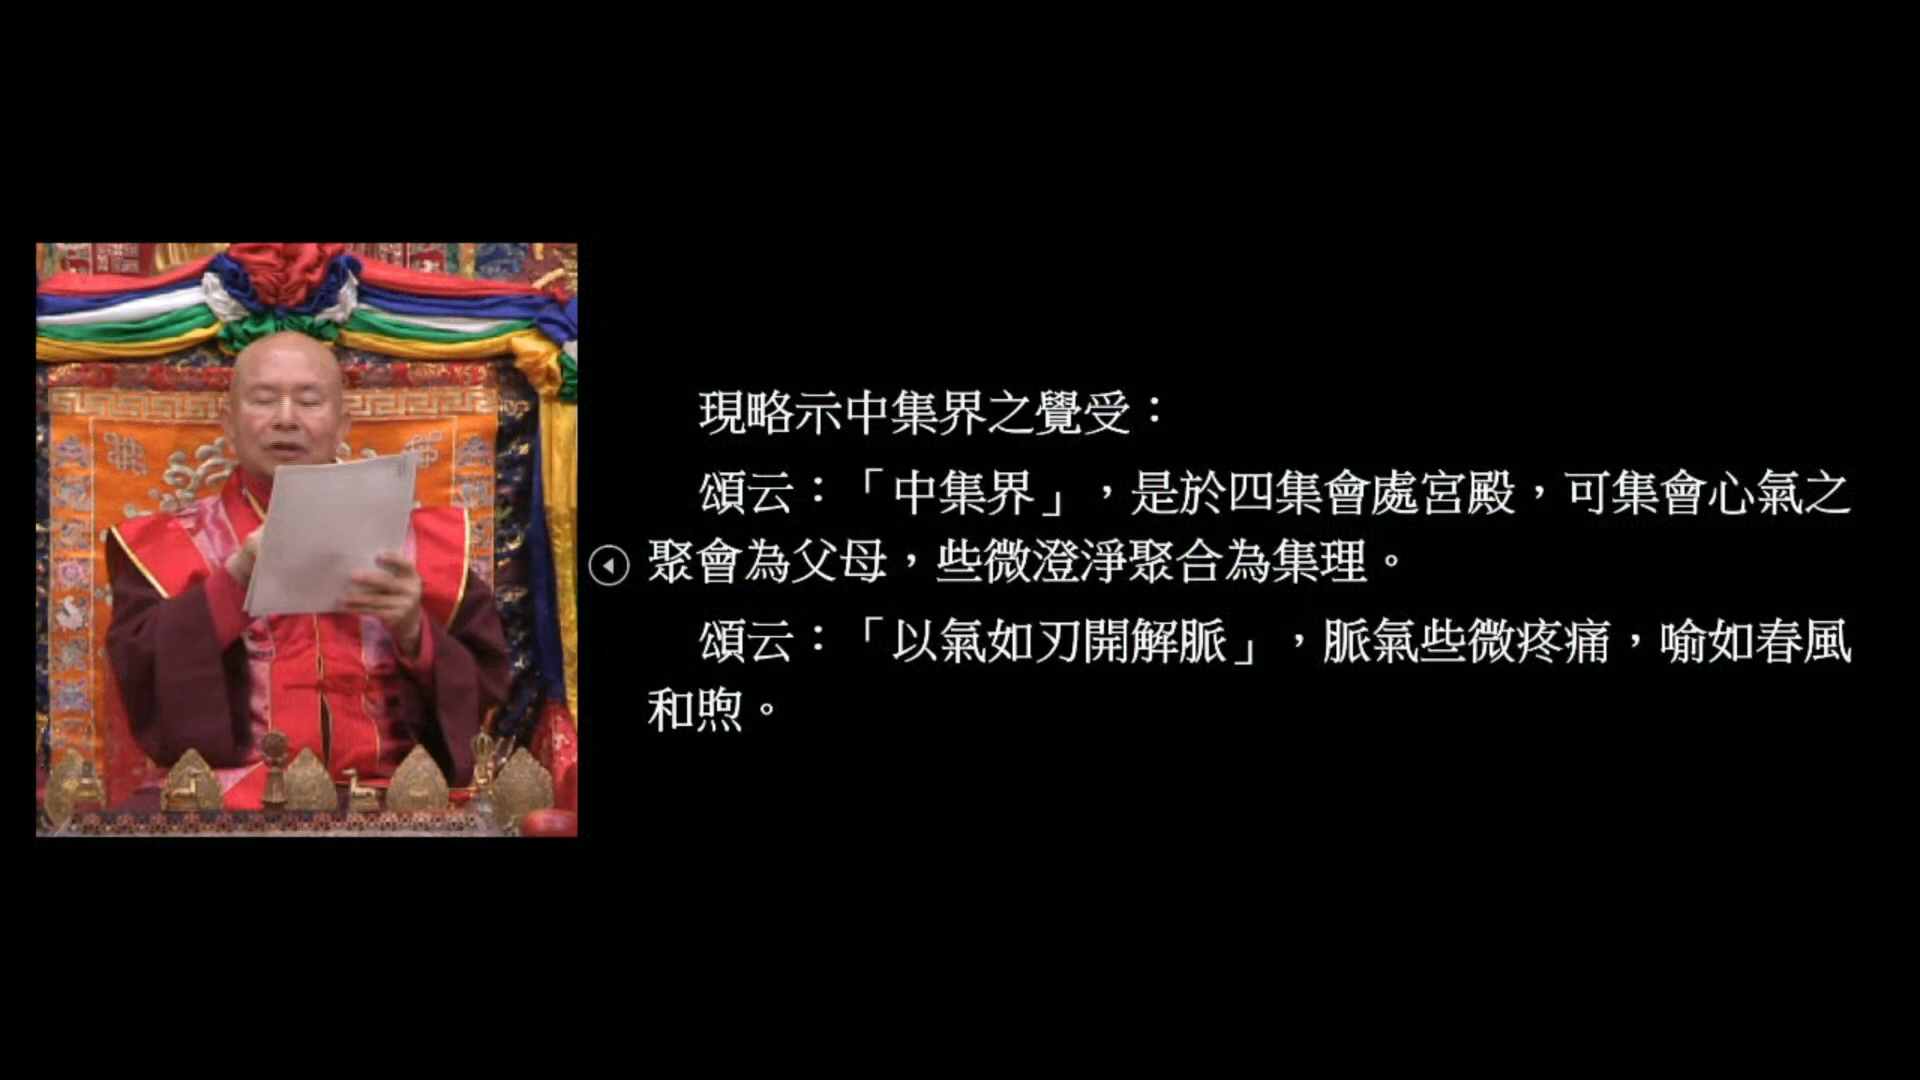 現略示中集界之覺受：
頌云：「中集界」，是於四集會處宮殿，可集會心氣之
聚會為父母，些微澄淨聚合為集理。
頌云：「以氣如刃開解脈」，脈氣些微疼痛，喻如春風
和煦。